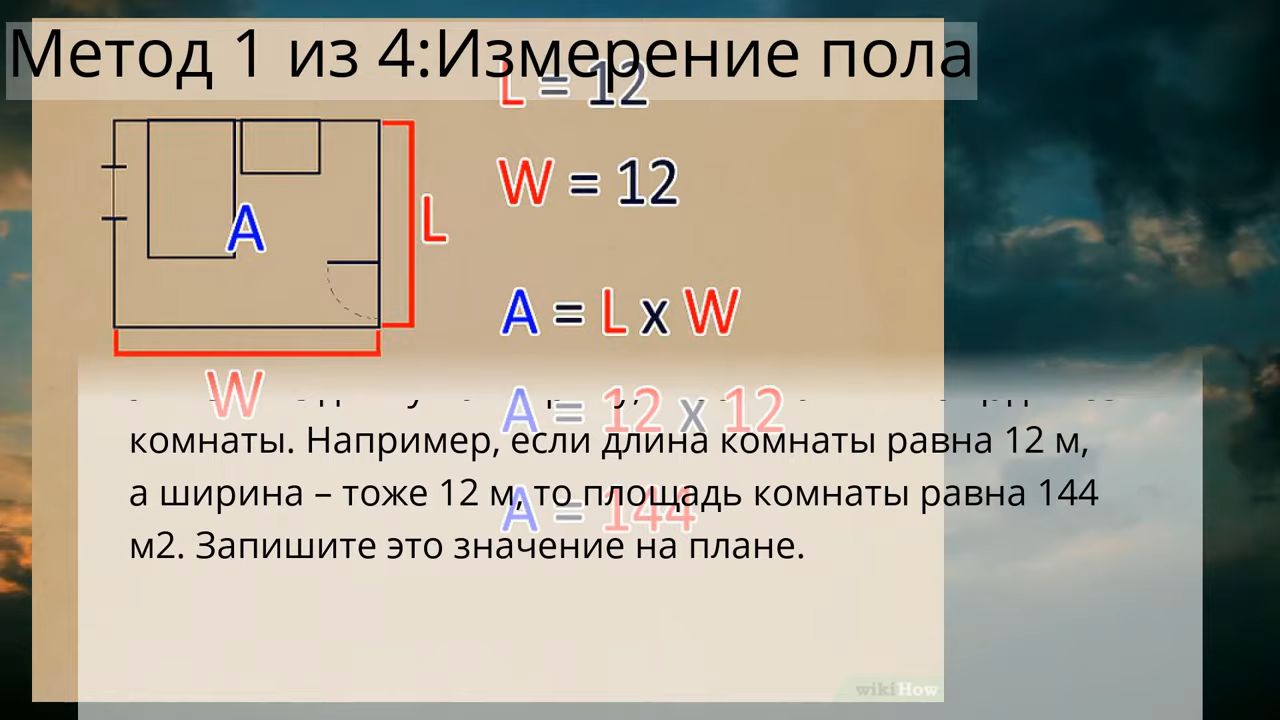 Метод 1 из 4:Измерение пола
L = 12
W = 12
A
L
A = L x W
W
A = 12 x 12
комнаты. Например, если длина комнаты равна 12 м,
а ширина – тоже 12 м, то площадь комнаты равна 144
A = 144
м2. Запишите это значение на плане.
wikiHow